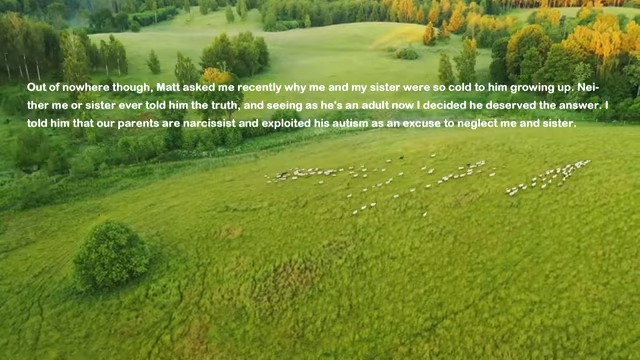 Out of nowhere though, Matt asked me recently why me and my sister were so cold to him growing up. Nei-
ther me or sister ever told him the truth, and seeing as he's an adult now I decided he deserved the answer. I
told him that our parents are narcissist and exploited his autism as an excuse to neglect me and sister.